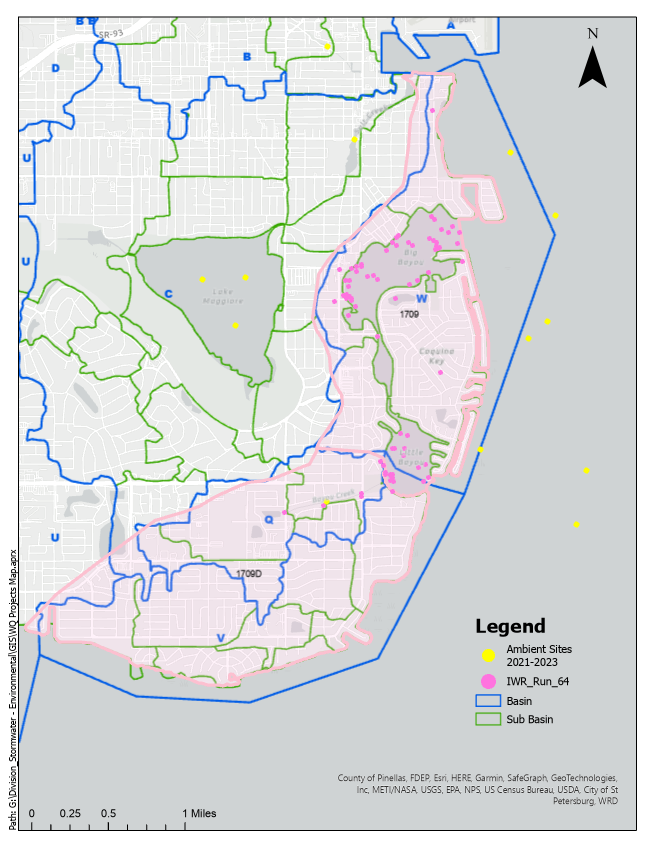 Airport
A
N
B B
SR-93
B
D
U
U
Big
Bayou
C
Lake
Maggiore
W
1709
Coquina
Key
Little
Bayou
Bayou Creek
Q
U
1709D
V
Legend
Ambient Sites
2021-2023
IWR_Run_64
Basin
Sub Basin
County of Pinellas, FDEP, Esri, HERE, Garmin, SafeGraph, GeoTechnologies,
Inc, METI/NASA, USGS, EPA, NPS, US Census Bureau, USDA, City of St
Petersburg, WRD
0 0.25 0.5 1 Miles
Path: G:\Division_Stormwater - Environmental\GIS\WQ Projects Map.aprx